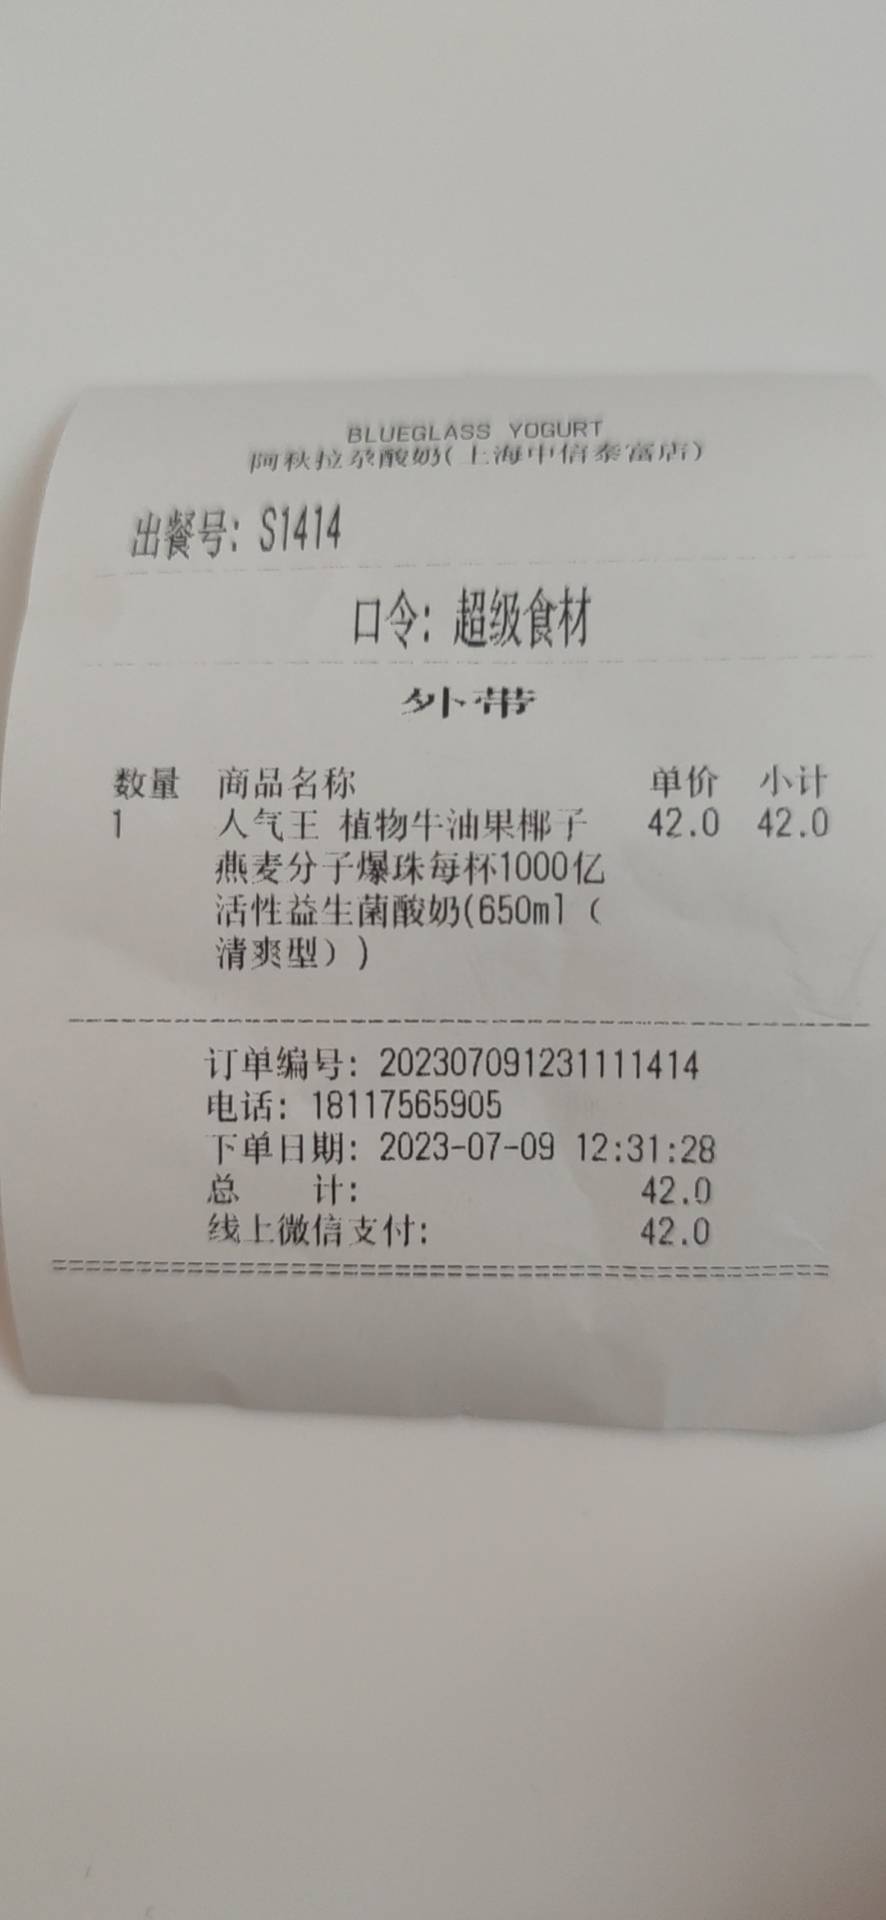 BLUEGLASS YOGURT
阿秋拉尕酸奶(上海中信泰富店)
出餐号: S1414
口令: 超级食材
外带
数量 商品名称 单价 小计
1 人气王 植物牛油果椰子 42.0 42.0
燕麦分子爆珠每杯1000亿
活性益生菌酸奶(650ml（
清爽型）)
订单编号: 202307091231111414
电话: 18117565905
下单日期: 2023-07-09 12:31:28
总 计: 42.0
线上微信支付: 42.0